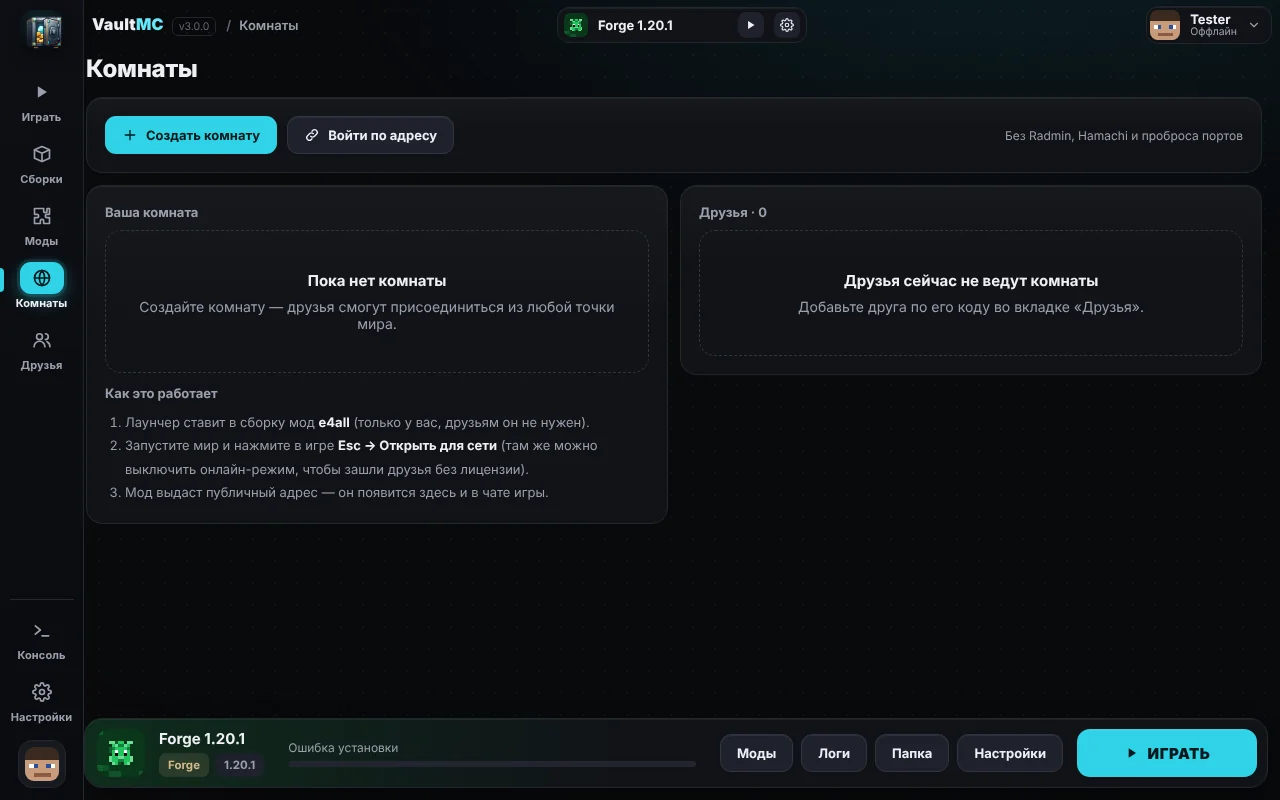 VaultMC v3.0.0 / Комнаты
Forge 1.20.1
Tester
Оффлайн
Играть
Сборки
Моды
Комнаты
Друзья
Консоль
Настройки
Комнаты
Создать комнату
Войти по адресу
Без Radmin, Hamachi и проброса портов
Ваша комната
Пока нет комнаты
Создайте комнату — друзья смогут присоединиться из любой точки
мира.
Как это работает
1. Лаунчер ставит в сборку мод e4all (только у вас, друзьям он не нужен).
2. Запустите мир и нажмите в игре Esc → Открыть для сети (там же можно
выключить онлайн-режим, чтобы зашли друзья без лицензии).
3. Мод выдаст публичный адрес — он появится здесь и в чате игры.
Друзья · 0
Друзья сейчас не ведут комнаты
Добавьте друга по его коду во вкладке «Друзья».
Forge 1.20.1
Forge 1.20.1
Ошибка установки
Моды
Логи
Папка
Настройки
ИГРАТЬ